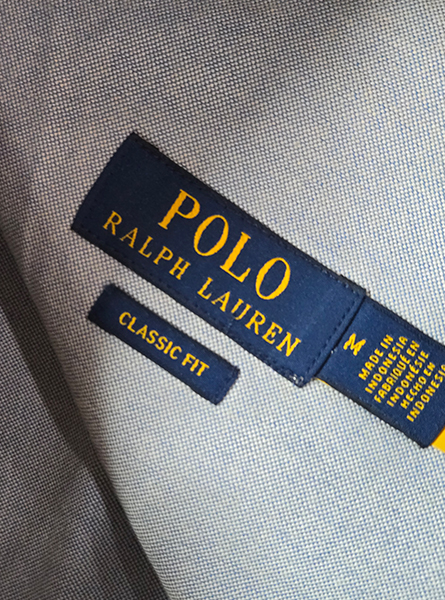 POLO
RALPH LAUREN
CLASSIC FIT
M
MADE IN
INDONESIA
FABRIQUÉ EN
INDONÉSIE
HECHO EN
INDONESIA